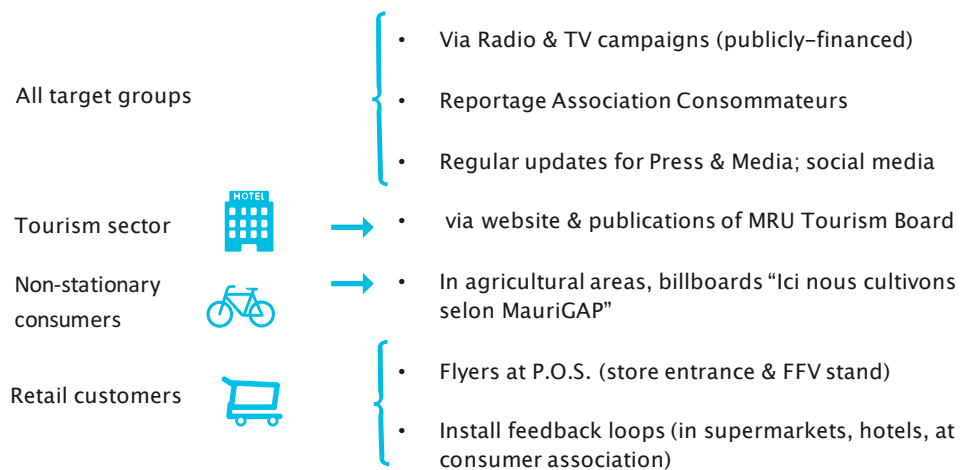 All target groups
• Via Radio & TV campaigns (publicly-financed)
• Reportage Association Consommateurs
• Regular updates for Press & Media; social media
Tourism sector
HOTEL
• via website & publications of MRU Tourism Board
Non-stationary
consumers
• In agricultural areas, billboards “Ici nous cultivons
selon MauriGAP”
Retail customers
• Flyers at P.O.S. (store entrance & FFV stand)
• Install feedback loops (in supermarkets, hotels, at
consumer association)